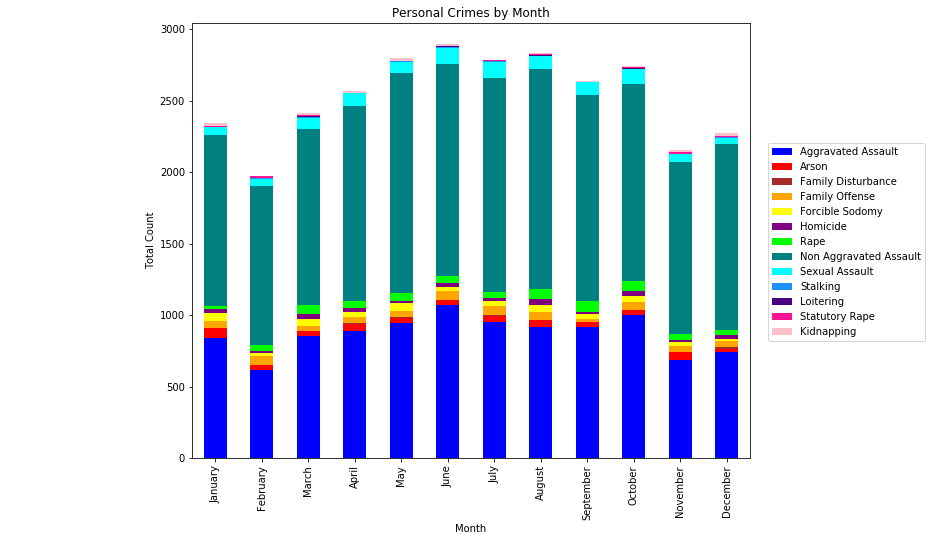 Personal Crimes by Month
Total Count
3000
2500
2000
1500
1000
500
0
January
February
March
April
May
June
July
August
September
October
November
December
Month
Aggravated Assault
Arson
Family Disturbance
Family Offense
Forcible Sodomy
Homicide
Rape
Non Aggravated Assault
Sexual Assault
Stalking
Loitering
Statutory Rape
Kidnapping